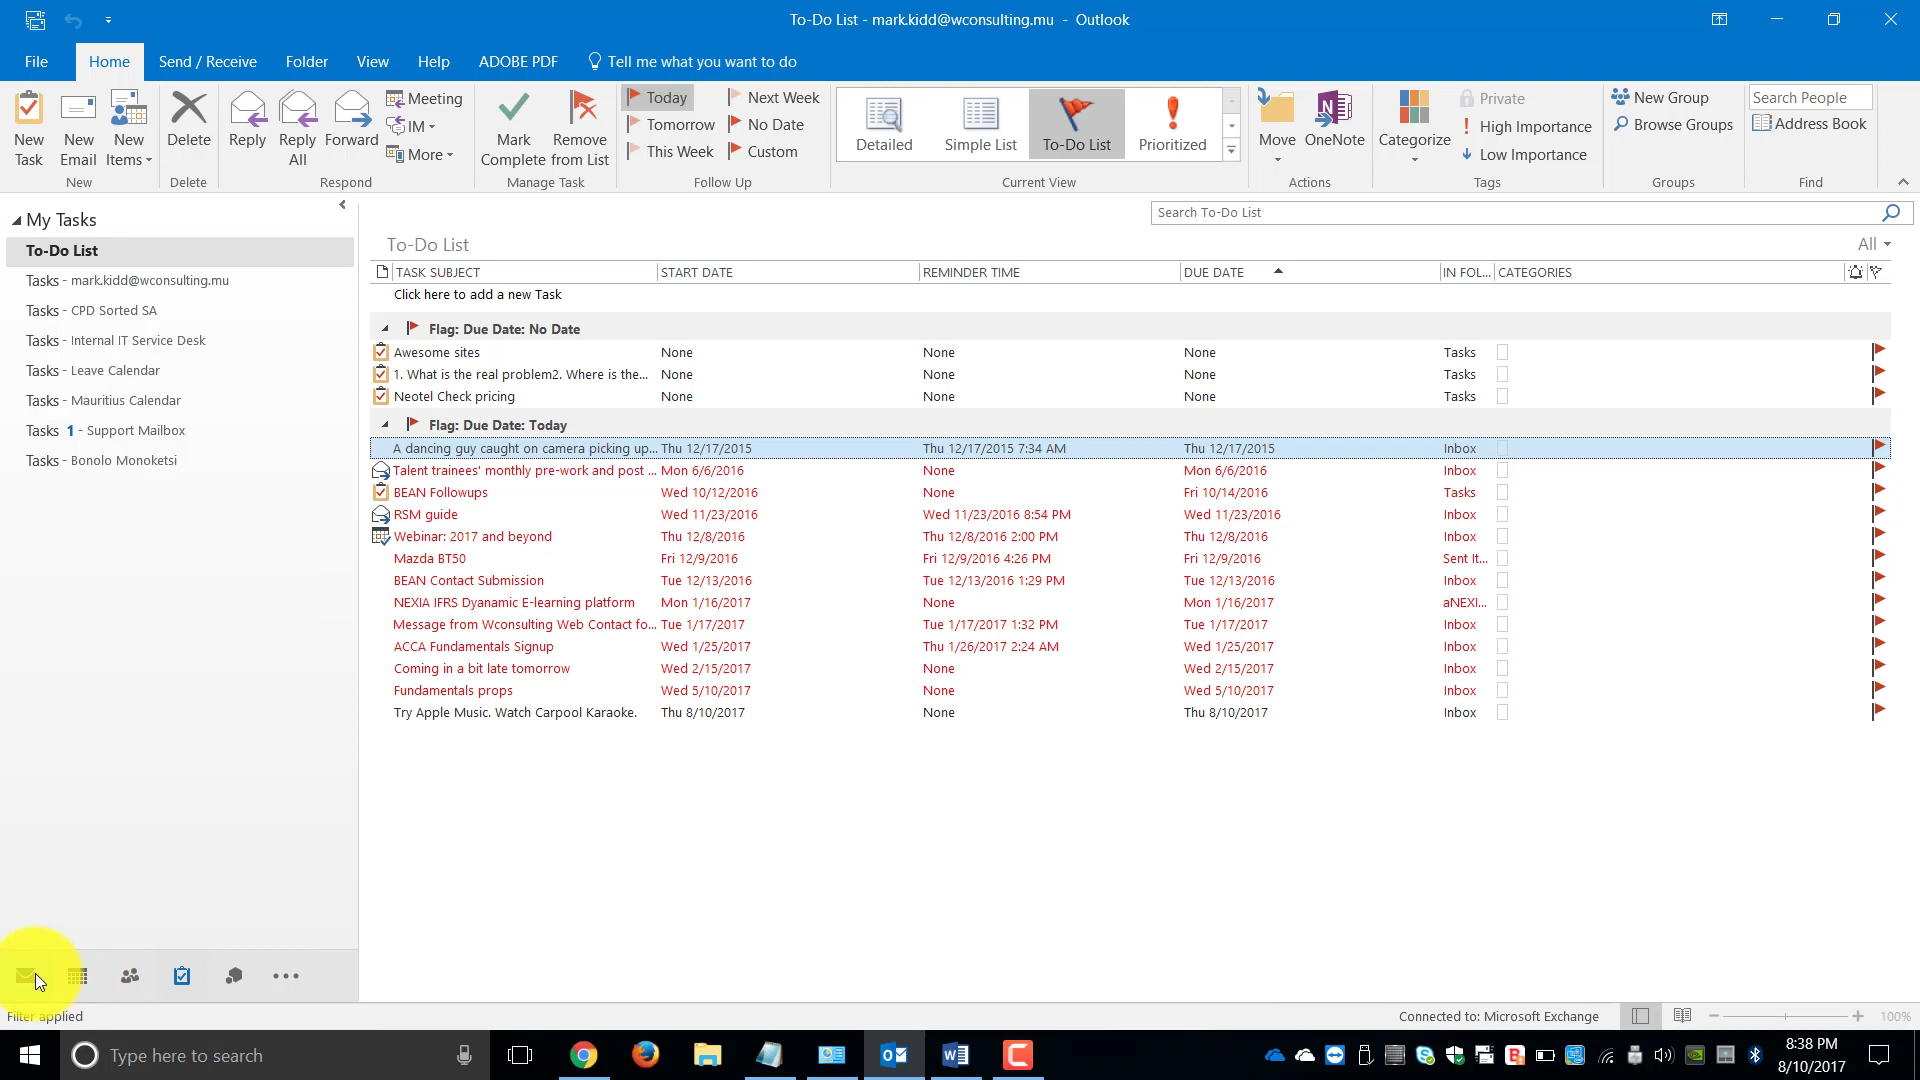 To-Do List - mark.kidd@wconsulting.mu - Outlook
File Home Send / Receive Folder View Help ADOBE PDF Tell me what you want to do
New Task
New Email
New Items
New
Delete
Delete
Reply
Reply All
Forward
Meeting
IM
More
Respond
Mark Complete
Remove from List
Manage Task
Today
Tomorrow
This Week
Next Week
No Date
Custom
Follow Up
Detailed
Simple List
To-Do List
Prioritized
Current View
Move
OneNote
Actions
Categorize
Private
High Importance
Low Importance
Tags
New Group
Browse Groups
Groups
Search People
Address Book
Find
My Tasks
To-Do List
Tasks - mark.kidd@wconsulting.mu
Tasks - CPD Sorted SA
Tasks - Internal IT Service Desk
Tasks - Leave Calendar
Tasks - Mauritius Calendar
Tasks 1 - Support Mailbox
Tasks - Bonolo Monoketsi
Search To-Do List
To-Do List All
TASK SUBJECT START DATE REMINDER TIME DUE DATE IN FOL... CATEGORIES
Click here to add a new Task
Flag: Due Date: No Date
Awesome sites None None None Tasks
1. What is the real problem2. Where is the... None None None Tasks
Neotel Check pricing None None None Tasks
Flag: Due Date: Today
A dancing guy caught on camera picking up... Thu 12/17/2015 Thu 12/17/2015 7:34 AM Thu 12/17/2015 Inbox
Talent trainees' monthly pre-work and post ... Mon 6/6/2016 None Mon 6/6/2016 Inbox
BEAN Followups Wed 10/12/2016 None Fri 10/14/2016 Tasks
RSM guide Wed 11/23/2016 Wed 11/23/2016 8:54 PM Wed 11/23/2016 Inbox
Webinar: 2017 and beyond Thu 12/8/2016 Thu 12/8/2016 2:00 PM Thu 12/8/2016 Inbox
Mazda BT50 Fri 12/9/2016 Fri 12/9/2016 4:26 PM Fri 12/9/2016 Sent It...
BEAN Contact Submission Tue 12/13/2016 Tue 12/13/2016 1:29 PM Tue 12/13/2016 Inbox
NEXIA IFRS Dyanamic E-learning platform Mon 1/16/2017 None Mon 1/16/2017 aNEXI...
Message from Wconsulting Web Contact fo... Tue 1/17/2017 Tue 1/17/2017 1:32 PM Tue 1/17/2017 Inbox
ACCA Fundamentals Signup Wed 1/25/2017 Thu 1/26/2017 2:24 AM Wed 1/25/2017 Inbox
Coming in a bit late tomorrow Wed 2/15/2017 None Wed 2/15/2017 Inbox
Fundamentals props Wed 5/10/2017 None Wed 5/10/2017 Inbox
Try Apple Music. Watch Carpool Karaoke. Thu 8/10/2017 None Thu 8/10/2017 Inbox
Filter applied
Connected to: Microsoft Exchange 100%
Type here to search
8:38 PM
8/10/2017